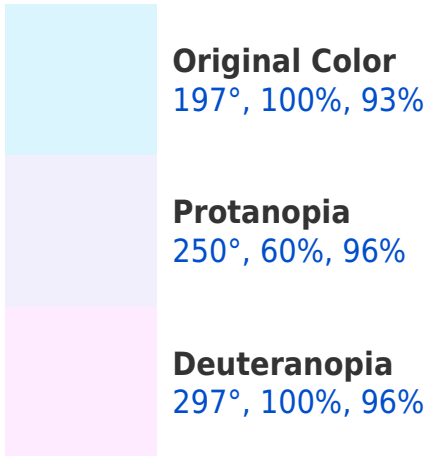 Original Color
197°, 100%, 93%
Protanopia
250°, 60%, 96%
Deuteranopia
297°, 100%, 96%